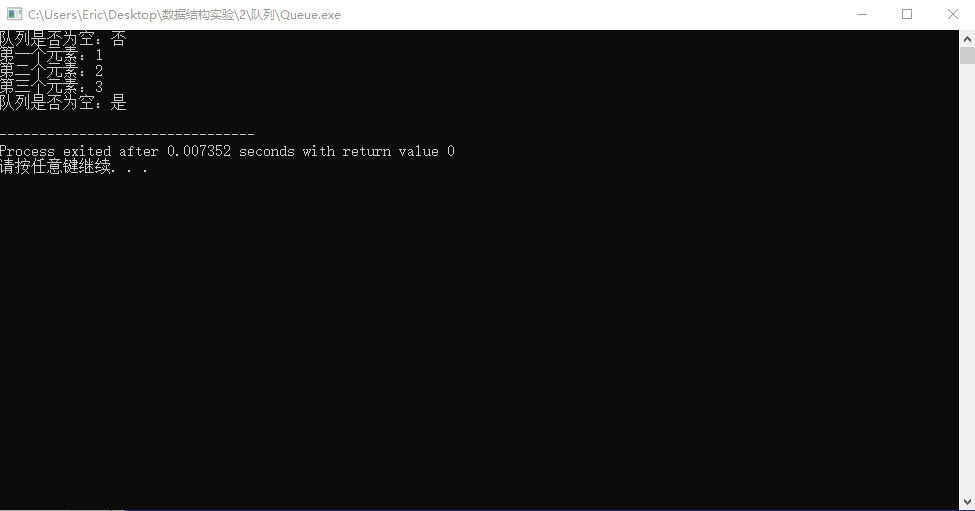 C:\Users\Eric\Desktop\数据结构实验\2\队列\Queue.exe
队列是否为空：否
第一个元素：1
第二个元素：2
第三个元素：3
队列是否为空：是
--------------------------------
Process exited after 0.007352 seconds with return value 0
请按任意键继续. . .